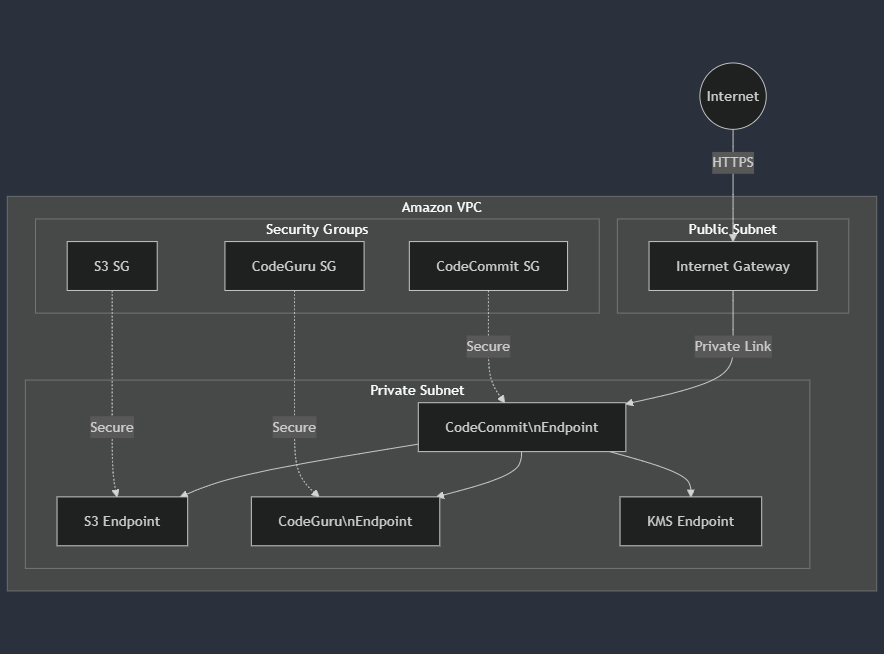 Internet
HTTPS
Amazon VPC
Security Groups
Public Subnet
S3 SG
CodeGuru SG
CodeCommit SG
Internet Gateway
Secure
Private Link
Private Subnet
Secure
Secure
CodeCommit\nEndpoint
S3 Endpoint
CodeGuru\nEndpoint
KMS Endpoint